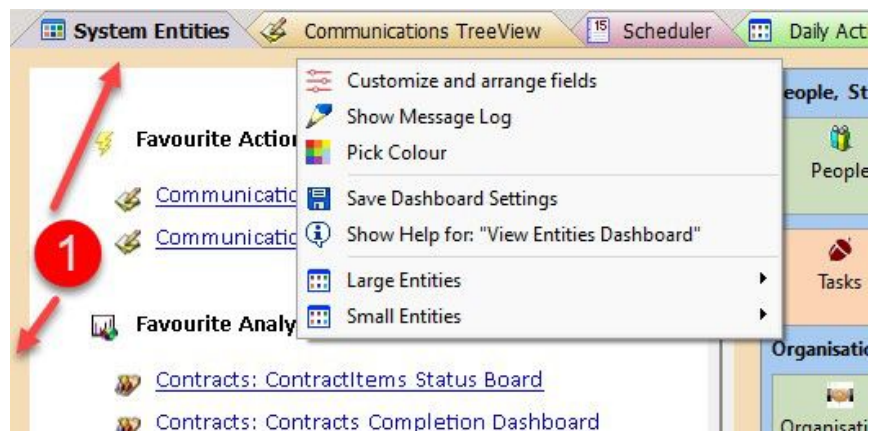 System Entities
Communications TreeView
15
Scheduler
Daily Act
Customize and arrange fields
Show Message Log
Pick Colour
Save Dashboard Settings
Show Help for: "View Entities Dashboard"
Large Entities
Small Entities
Favourite Action
Communicatio
Communicatio
1
Favourite Analy
Contracts: ContractItems Status Board
Contracts: Contracts Completion Dashboard
eople, St
People
Tasks
Organisatio
Organisati